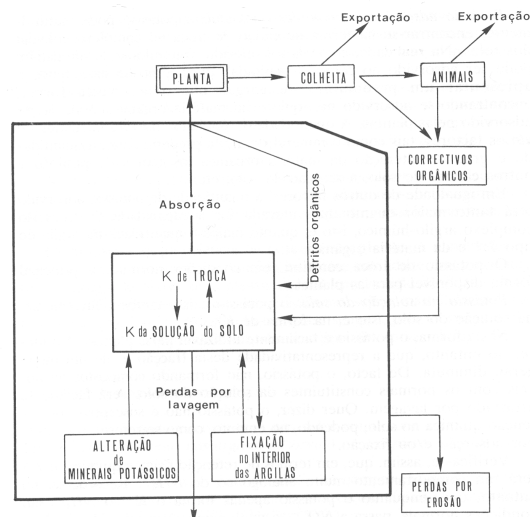 Exportação
Exportação
PLANTA
COLHEITA
ANIMAIS
CORRECTIVOS
ORGÂNICOS
Detritos orgânicos
Absorção
K de TROCA
K da SOLUÇÃO do SOLO
Perdas por
lavagem
ALTERAÇÃO
de
MINERAIS POTÁSSICOS
FIXAÇÃO
no INTERIOR
das ARGILAS
PERDAS POR
EROSÃO